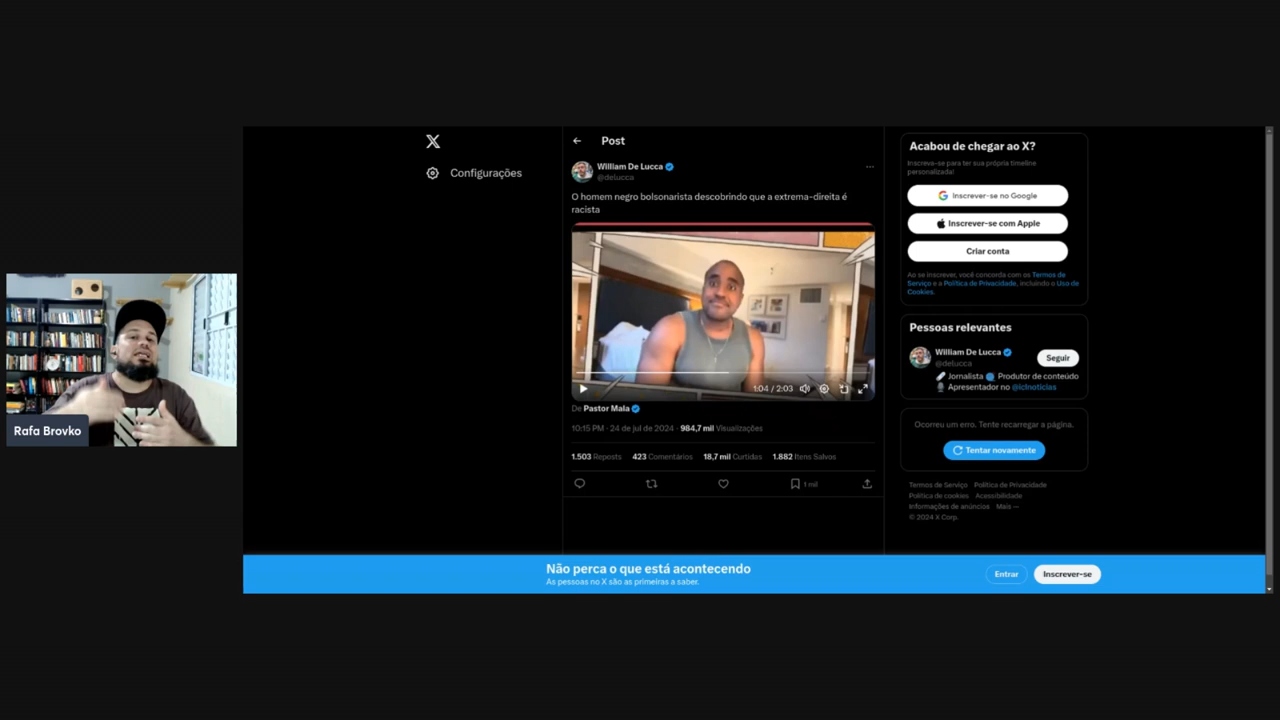 Rafa Brovko
Configurações
Post
William De Lucca
@delucca
O homem negro bolsonarista descobrindo que a extrema-direita é
racista
1:04 / 2:03
De Pastor Mala
10:15 PM · 24 de jul de 2024 · 984,7 mil Visualizações
1.503 Reposts 423 Comentários 18,7 mil Curtidas 1.882 Itens Salvos
1 mil
Acabou de chegar ao X?
Inscreva-se para ter sua própria timeline
personalizada!
Inscrever-se no Google
Inscrever-se com Apple
Criar conta
Ao se inscrever, você concorda com os Termos de
Serviço e a Política de Privacidade, incluindo o Uso de
Cookies.
Pessoas relevantes
William De Lucca
@delucca
Seguir
Jornalista Produtor de conteúdo
Apresentador no @iclnoticias
Ocorreu um erro. Tente recarregar a página.
Tentar novamente
Termos de Serviço Política de Privacidade
Política de cookies Acessibilidade
Informações de anúncios Mais
© 2024 X Corp.
Não perca o que está acontecendo
As pessoas no X são as primeiras a saber.
Entrar
Inscrever-se